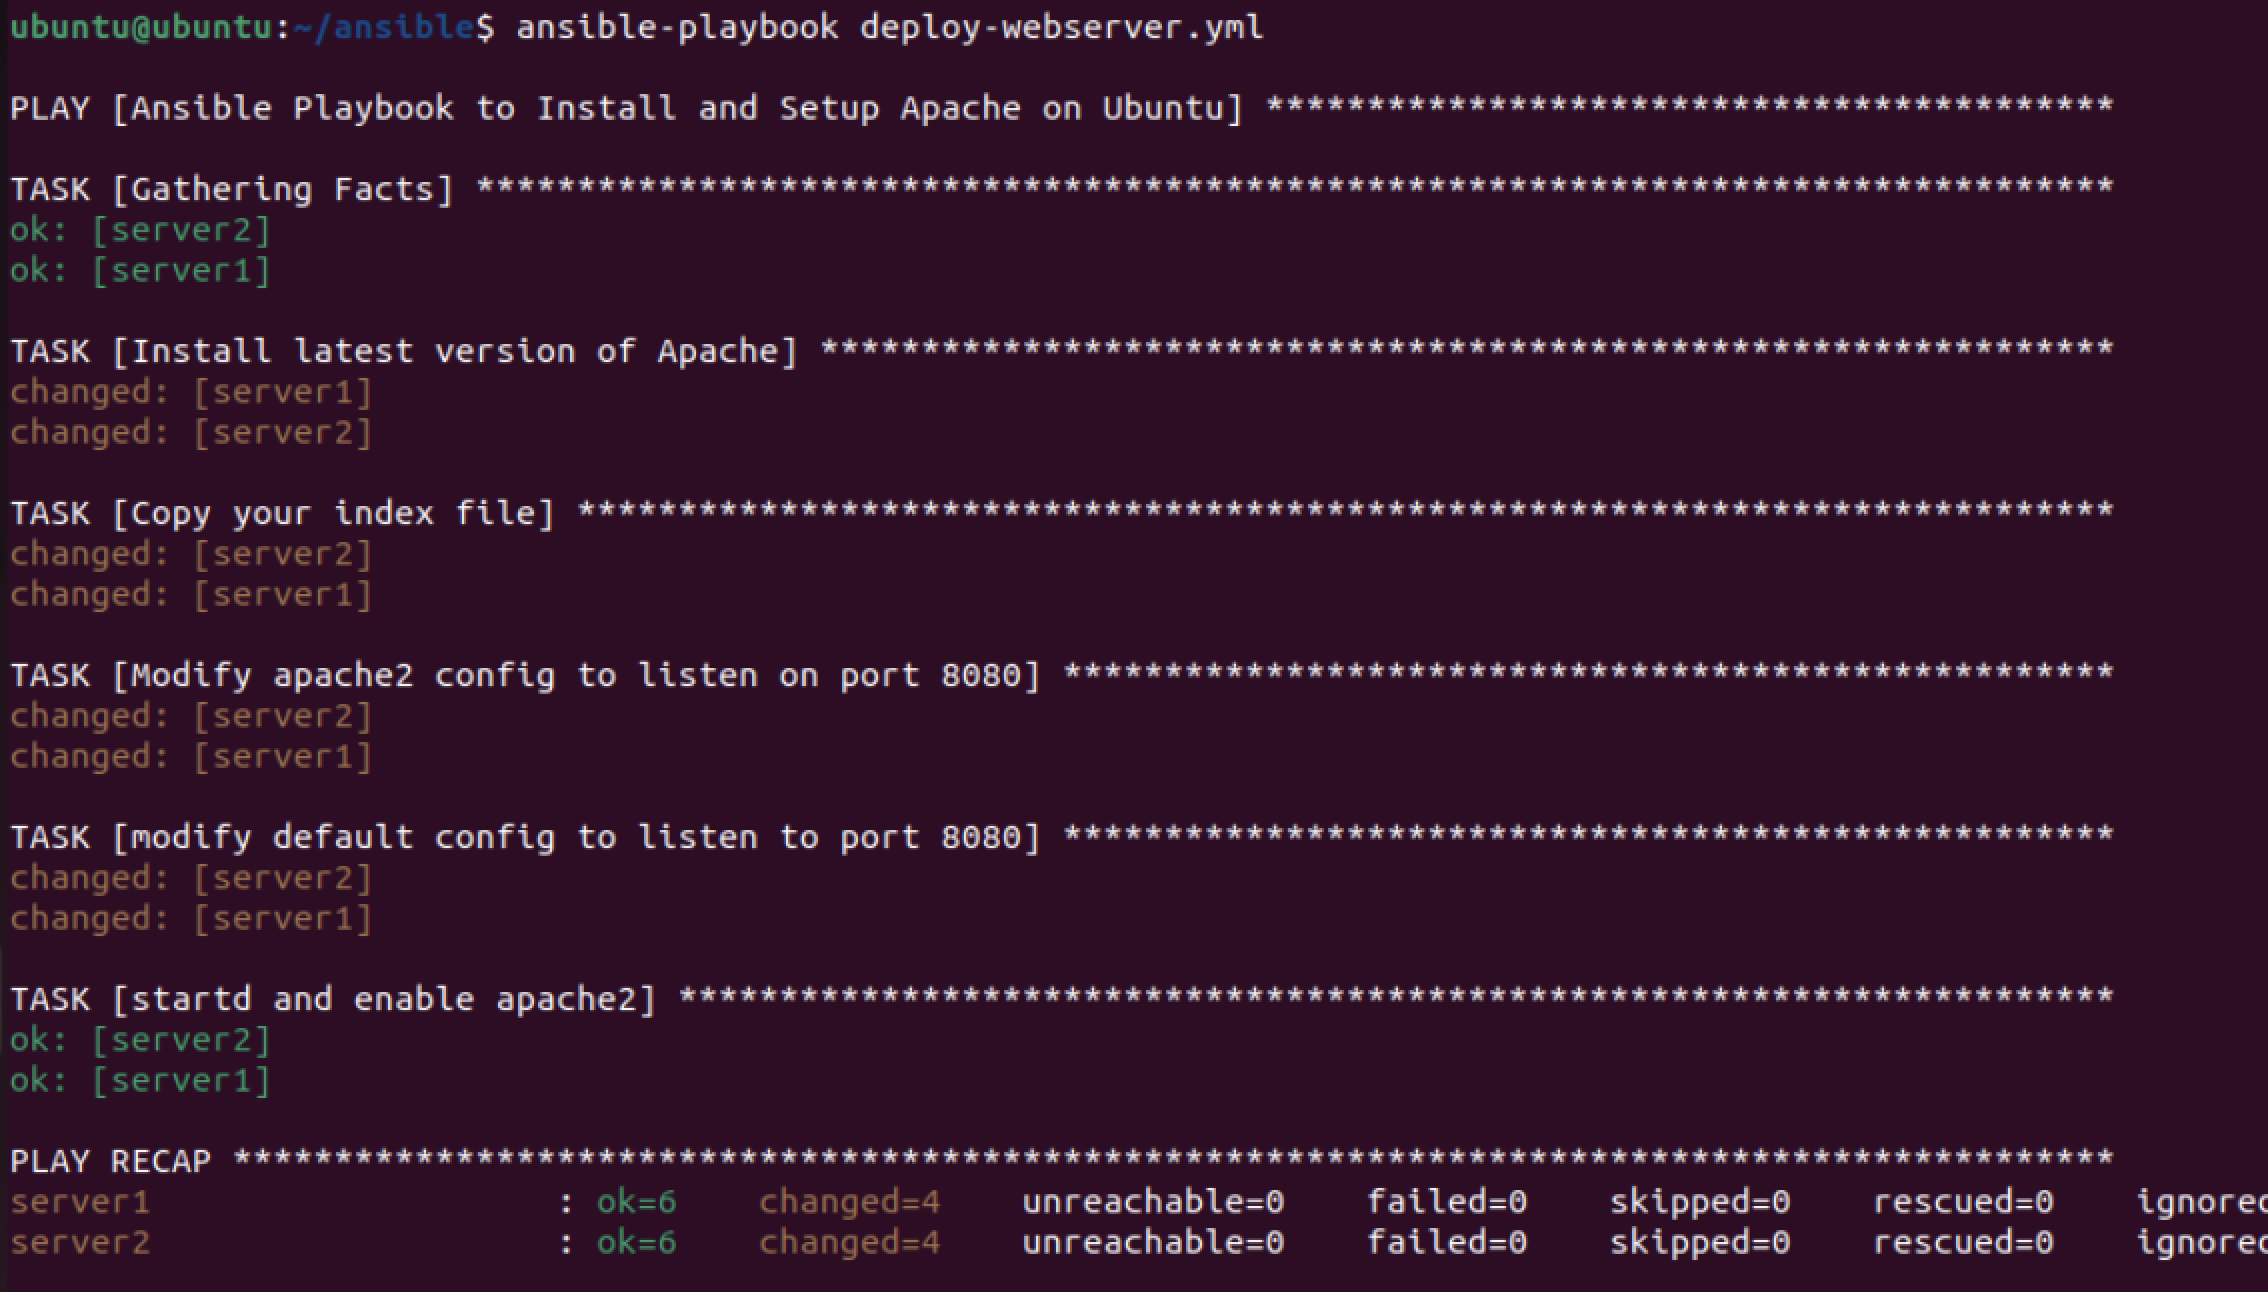 ubuntu@ubuntu:~/ansible$ ansible-playbook deploy-webserver.yml
PLAY [Ansible Playbook to Install and Setup Apache on Ubuntu] ******************************************
TASK [Gathering Facts] *********************************************************************************
ok: [server2]
ok: [server1]
TASK [Install latest version of Apache] ****************************************************************
changed: [server1]
changed: [server2]
TASK [Copy your index file] ****************************************************************************
changed: [server2]
changed: [server1]
TASK [Modify apache2 config to listen on port 8080] ****************************************************
changed: [server2]
changed: [server1]
TASK [modify default config to listen to port 8080] ****************************************************
changed: [server2]
changed: [server1]
TASK [startd and enable apache2] ***********************************************************************
ok: [server2]
ok: [server1]
PLAY RECAP *********************************************************************************************
server1 : ok=6 changed=4 unreachable=0 failed=0 skipped=0 rescued=0
server2 : ok=6 changed=4 unreachable=0 failed=0 skipped=0 rescued=0